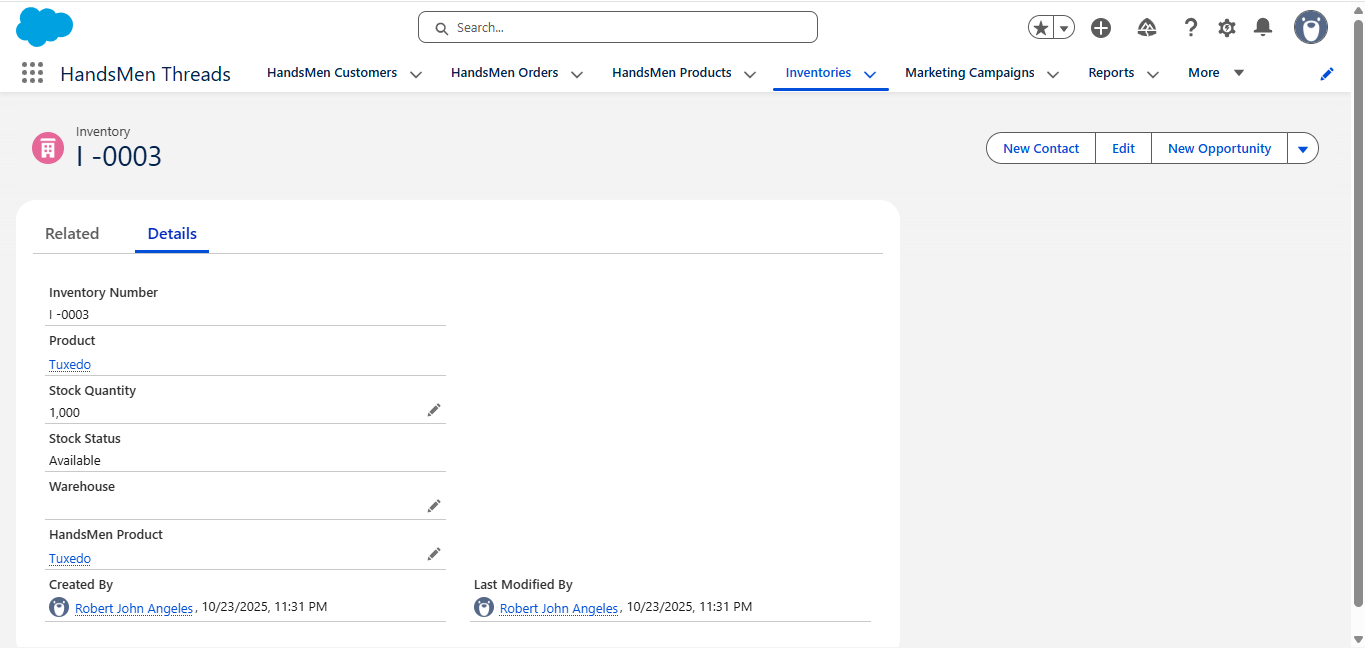 Search...
HandsMen Threads
HandsMen Customers
HandsMen Orders
HandsMen Products
Inventories
Marketing Campaigns
Reports
More
Inventory
I -0003
New Contact
Edit
New Opportunity
Related
Details
Inventory Number
I -0003
Product
Tuxedo
Stock Quantity
1,000
Stock Status
Available
Warehouse
HandsMen Product
Tuxedo
Created By
Robert John Angeles, 10/23/2025, 11:31 PM
Last Modified By
Robert John Angeles, 10/23/2025, 11:31 PM